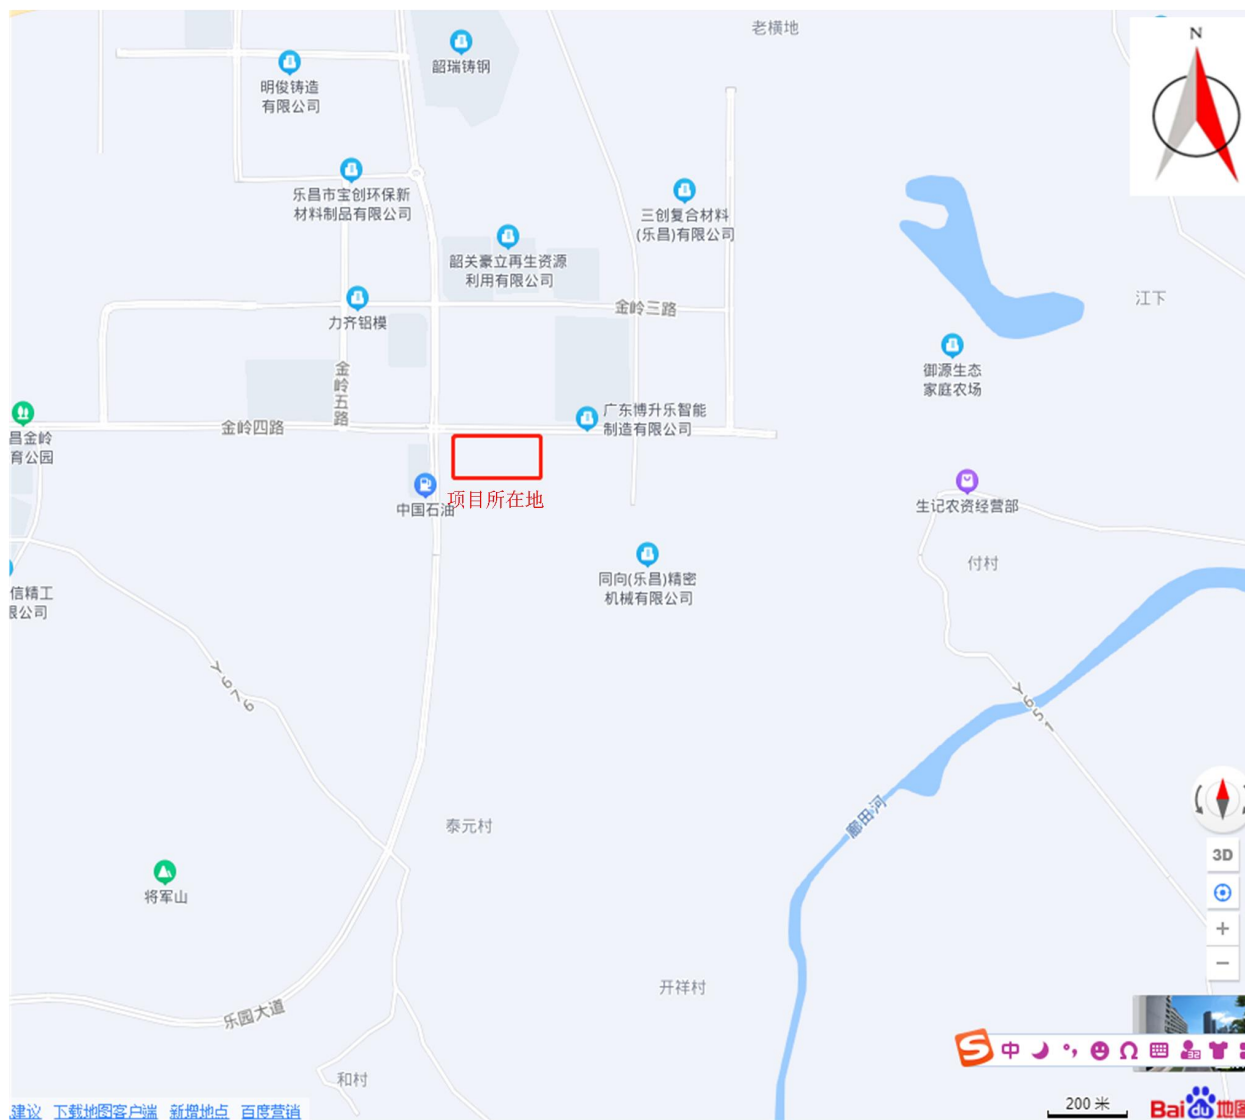 老横地
N
韶瑞铸钢
明俊铸造
有限公司
乐昌市宝创环保新
材料制品有限公司
三创复合材料
(乐昌)有限公司
韶关豪立再生资源
利用有限公司
江下
力齐铝模
金岭三路
御源生态
家庭农场
金岭五路
广东博升乐智能
制造有限公司
金岭四路
昌金岭
育公园
中国石油
项目所在地
生记农资经营部
付村
同向(乐昌)精密
机械有限公司
信精工
限公司
Y676
Y651
廊田河
泰元村
3D
将军山
开祥村
乐园大道
中
和村
200 米
建议 下载地图客户端 新增地点 百度营销
Bai du 地图